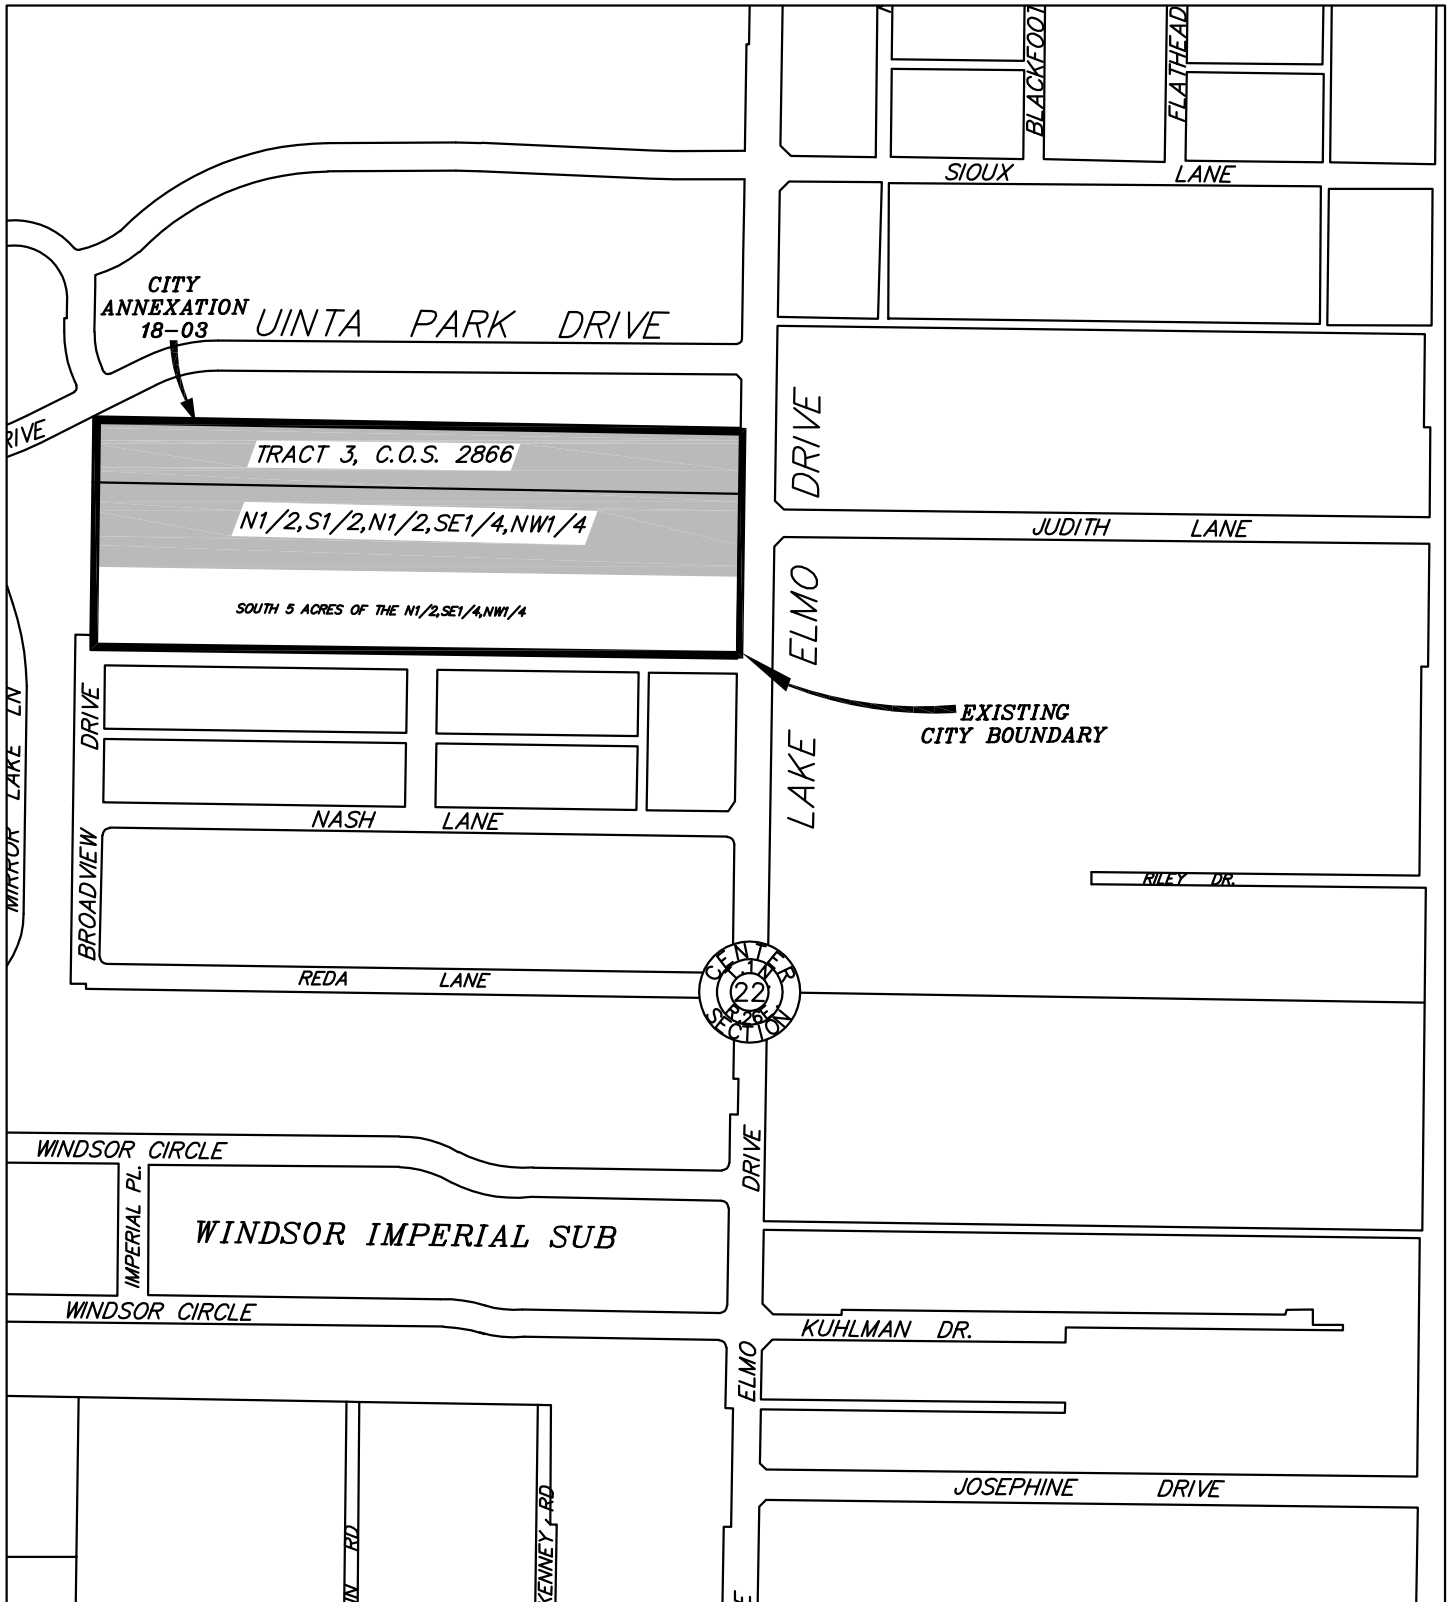 BLACKFOOT
FLATHEAD
SIOUX LANE
CITY
ANNEXATION
18-03
UINTA PARK DRIVE
DRIVE
TRACT 3, C.O.S. 2866
N1/2,S1/2,N1/2,SE1/4,NW1/4
SOUTH 5 ACRES OF THE N1/2,SE1/4,NW1/4
LAKE ELMO DRIVE
JUDITH LANE
EXISTING
CITY BOUNDARY
MIRROR LAKE LN
BROADVIEW DRIVE
NASH LANE
RILEY DR.
REDA LANE
CENTER
T.1N.
22
R.26E.
SECTION
WINDSOR CIRCLE
IMPERIAL PL.
WINDSOR IMPERIAL SUB
WINDSOR CIRCLE
ELMO DRIVE
KUHLMAN DR.
JOSEPHINE DRIVE
KENNEY RD
RD